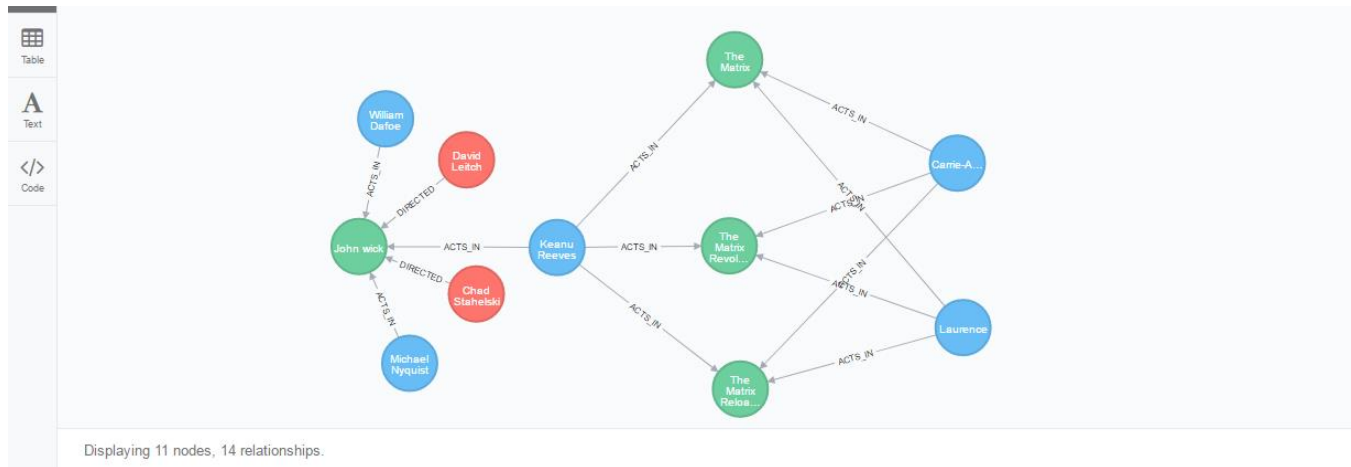 Table
A
Text
</>
Code
The
Matrix
William
Dafoe
ACTS_IN
David
Leitch
DIRECTED
John wick
ACTS_IN
Keanu
Reeves
DIRECTED
Chad
Stahelski
ACTS_IN
Michael
Nyquist
ACTS_IN
ACTS_IN
ACTS_IN
The
Matrix
Revol...
The
Matrix
Reloa...
ACTS_IN
ACTS_IN
ACTS_IN
Carrie-A...
ACTS_IN
ACTS_IN
ACTS_IN
Laurence
Displaying 11 nodes, 14 relationships.